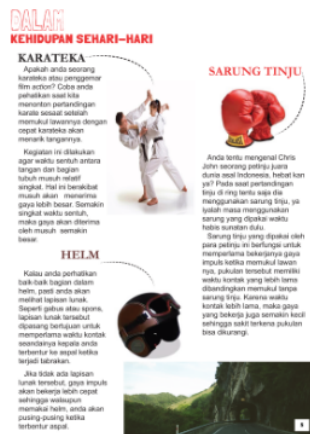 DALAM
KEHIDUPAN SEHARI-HARI
KARATEKA
Apakah anda seorang
karateka atau penggemar
film action? Coba anda
pehatikan saat kita
menonton pertandingan
karate sesaat setelah
memukul lawannya dengan
cepat karateka akan
menarik tangannya.
Kegiatan ini dilakukan
agar waktu sentuh antara
tangan dan bagian
tubuh musuh relatif
singkat. Hal ini berakibat
musuh akan menerima
gaya lebih besar. Semakin
singkat waktu sentuh,
maka gaya akan diterima
oleh musuh semakin
besar.
HELM
Kalau anda perhatikan
baik-baik bagian dalam
helm, pasti anda akan
melihat lapisan lunak.
Seperti gabus atau spons,
lapisan lunak tersebut
dipasang bertujuan untuk
mempertama waktu kontak
seandainya kepala anda
terbentur ke aspal ketika
terjadi tabrakan.
Jika tidak ada lapisan
lunak tersebut, gaya impuls
akan bekerja lebih cepat
sehingga walaupun
memakai helm, anda akan
pusing-pusing ketika
terbentur aspal.
SARUNG TINJU
Anda tentu mengenal Chris
John seorang petinju juara
dunia asal Indonesia, hebat kan
ya? Pada saat pertandingan
tinju di ring tentu saja dia
menggunakan sarung tinju, ya
iyalah masa menggunakan
sarung yang dipakai waktu
habis sunatan dulu.
Sarung tinju yang dipakai oleh
para petinju ini berfungsi untuk
mempertama bekerjanya gaya
impuls ketika memukul lawan
nya, pukulan tersebut memiliki
waktu kontak yang lebih lama
dibandingkan memukul tanpa
sarung tinju. Karena waktu
kontak lebih lama, maka gaya
yang bekerja juga semakin kecil
sehingga sakit terkena pukulan
bisa dikurangi.